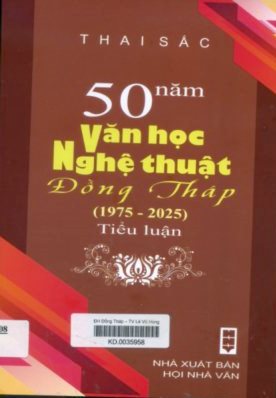 THAI SẮC
50 năm
Văn học
Nghệ thuật
Đồng Tháp
(1975 - 2025)
Tiểu luận
08
ĐH Đồng Tháp - TV Lê Vũ Hùng
KD.0035958
NHÀ XUẤT BẢN
HỘI NHÀ VĂN